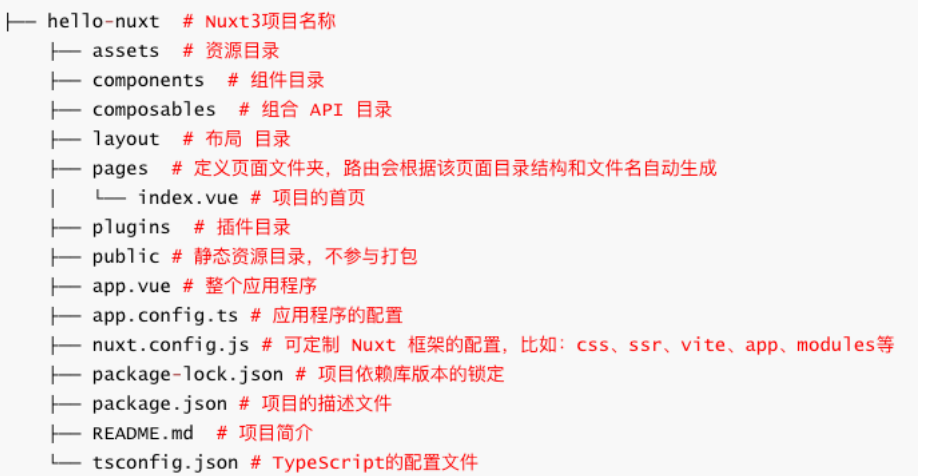 ├── hello-nuxt  # Nuxt3项目名称
    ├── assets  # 资源目录
    ├── components  # 组件目录
    ├── composables  # 组合 API 目录
    ├── layout  # 布局 目录
    ├── pages  # 定义页面文件夹，路由会根据该页面目录结构和文件名自动生成
    │   └── index.vue # 项目的首页
    ├── plugins  # 插件目录
    ├── public # 静态资源目录，不参与打包
    ├── app.vue # 整个应用程序
    ├── app.config.ts # 应用程序的配置
    ├── nuxt.config.js # 可定制 Nuxt 框架的配置，比如：css、ssr、vite、app、modules等
    ├── package-lock.json # 项目依赖库版本的锁定
    ├── package.json # 项目的描述文件
    ├── README.md  # 项目简介
    └── tsconfig.json # TypeScript的配置文件